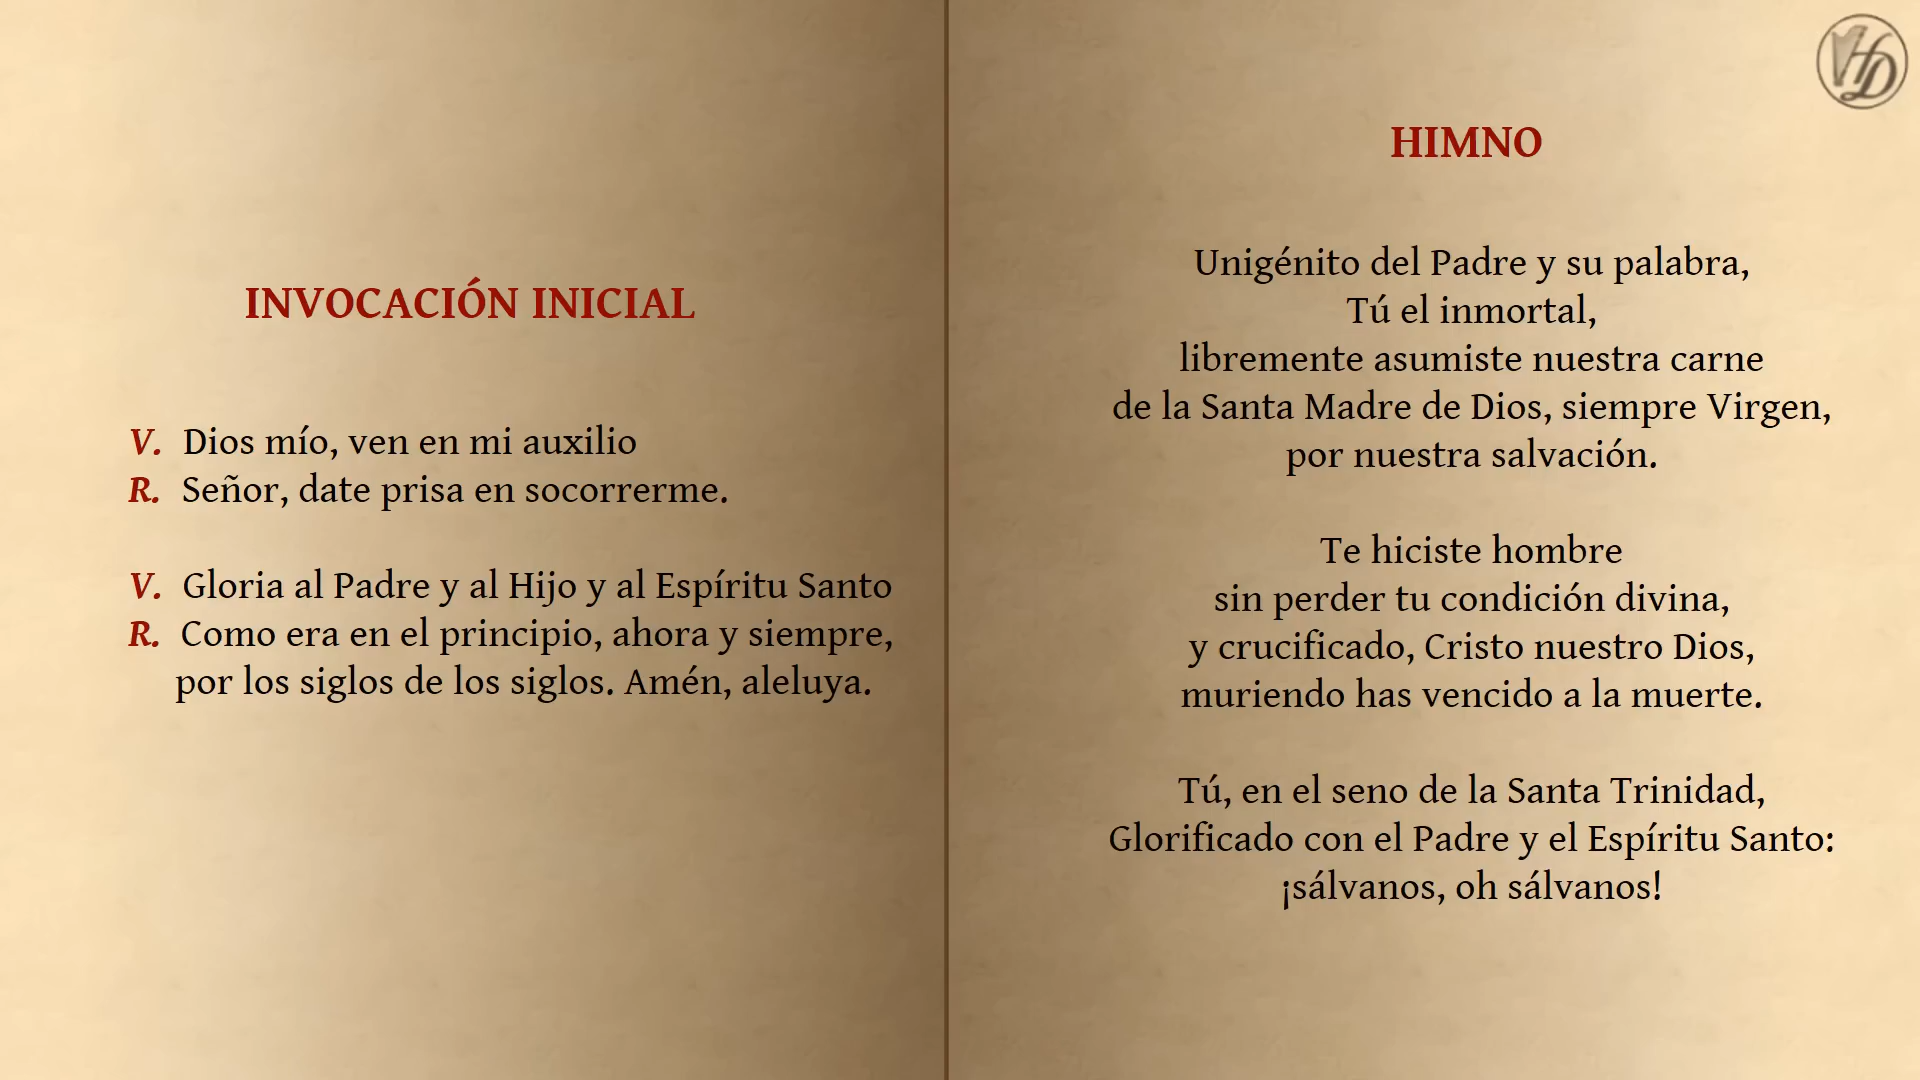 INVOCACIÓN INICIAL
V. Dios mío, ven en mi auxilio
R. Señor, date prisa en socorrerme.
V. Gloria al Padre y al Hijo y al Espíritu Santo
R. Como era en el principio, ahora y siempre,
por los siglos de los siglos. Amén, aleluya.
HD
HIMNO
Unigénito del Padre y su palabra,
Tú el inmortal,
libremente asumiste nuestra carne
de la Santa Madre de Dios, siempre Virgen,
por nuestra salvación.
Te hiciste hombre
sin perder tu condición divina,
y crucificado, Cristo nuestro Dios,
muriendo has vencido a la muerte.
Tú, en el seno de la Santa Trinidad,
Glorificado con el Padre y el Espíritu Santo:
¡sálvanos, oh sálvanos!